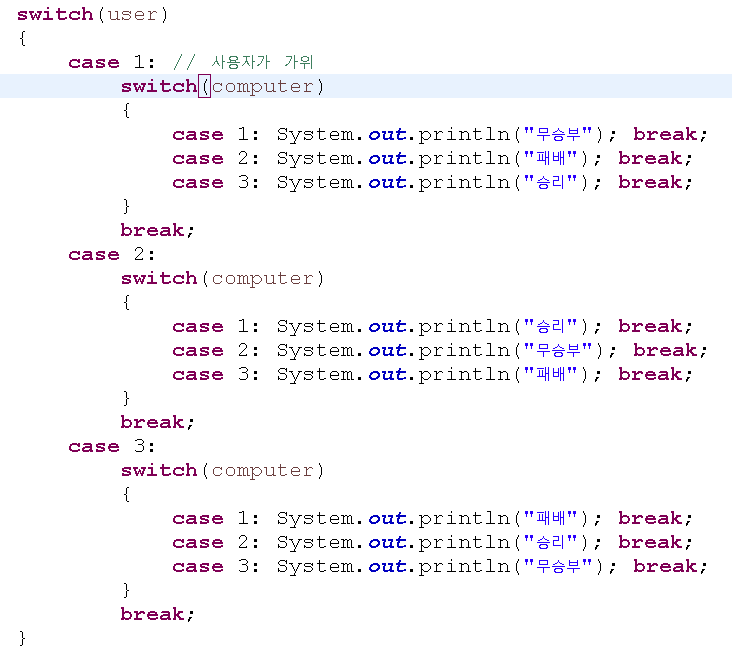 switch(user)
{
case 1: // 사용자가 가위
switch(computer)
{
case 1: System.out.println("무승부"); break;
case 2: System.out.println("패배"); break;
case 3: System.out.println("승리"); break;
}
break;
case 2:
switch(computer)
{
case 1: System.out.println("승리"); break;
case 2: System.out.println("무승부"); break;
case 3: System.out.println("패배"); break;
}
break;
case 3:
switch(computer)
{
case 1: System.out.println("패배"); break;
case 2: System.out.println("승리"); break;
case 3: System.out.println("무승부"); break;
}
break;
}